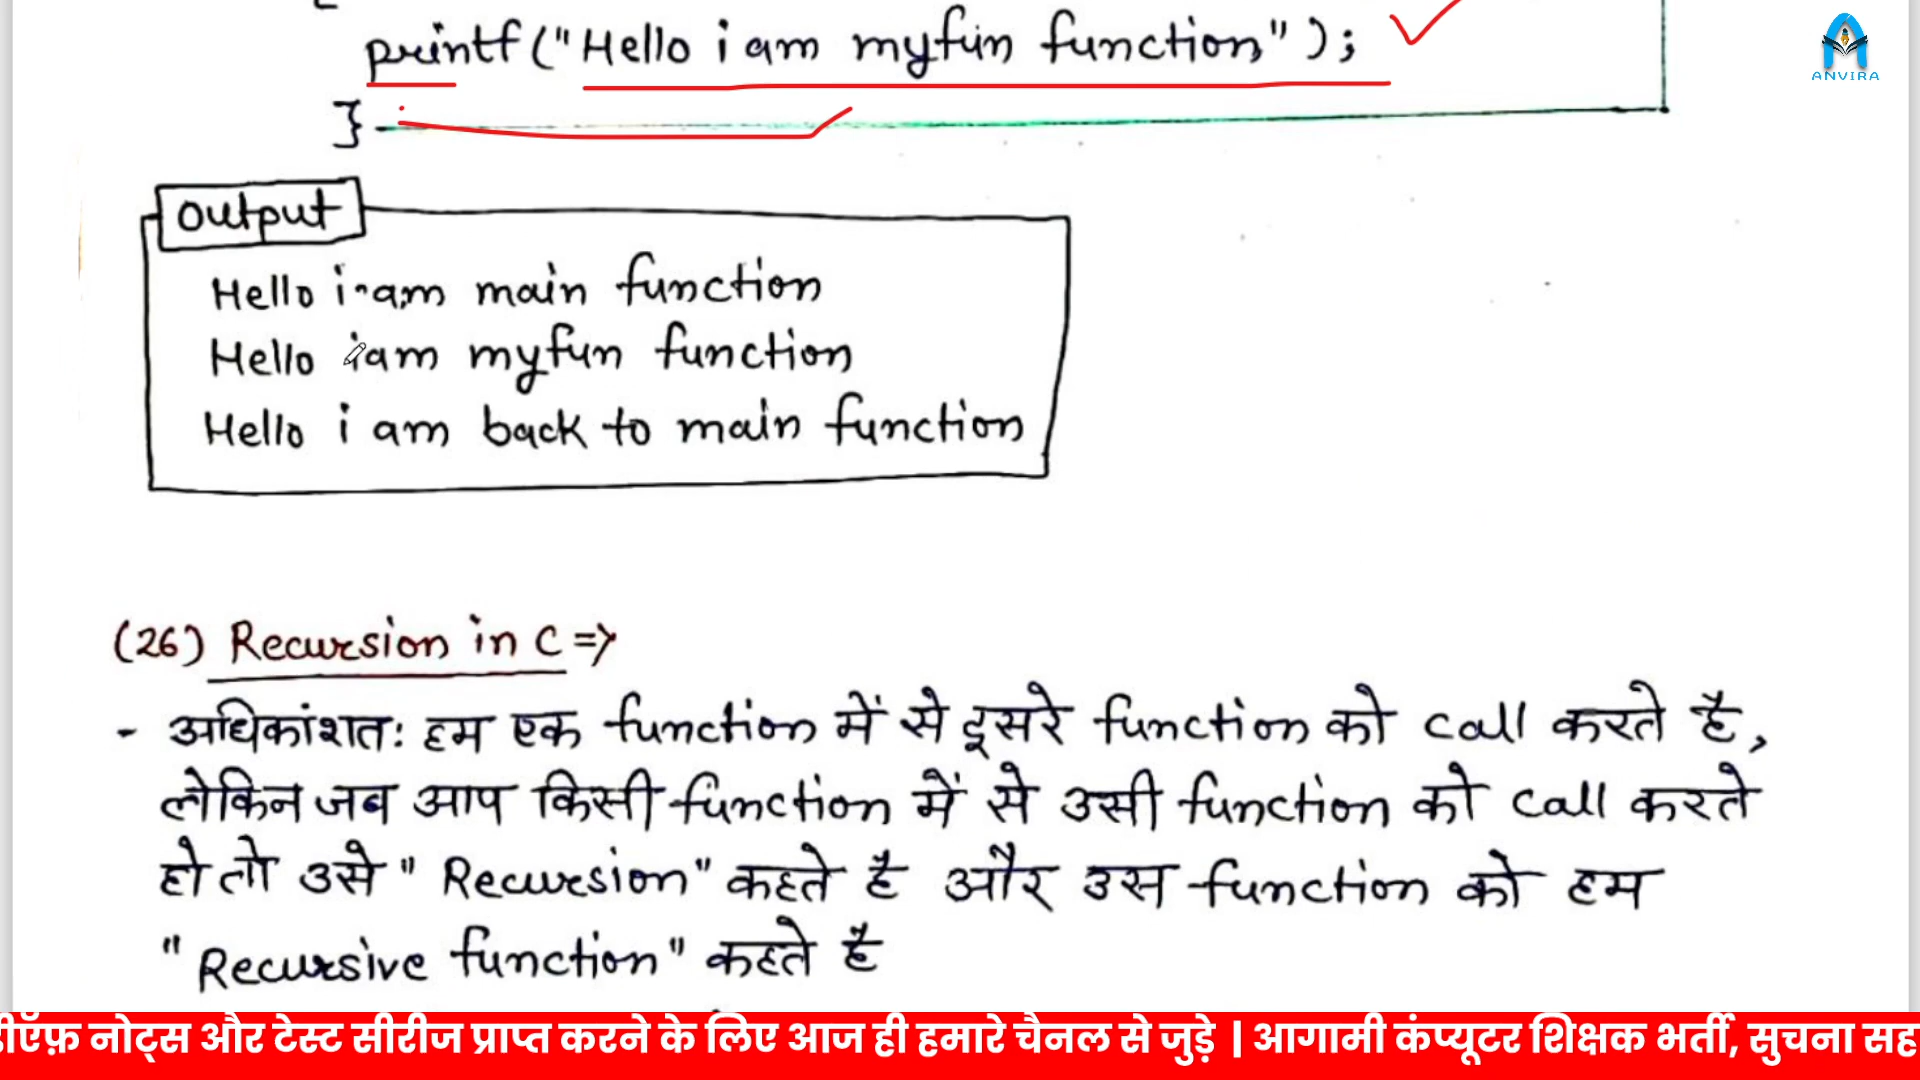 printf("Hello i am myfun function");
}
ANVIRA
output
Hello i am main function
Hello i am myfun function
Hello i am back to main function
(26) Recursion in C =>
- अधिकांशतः हम एक function में से दूसरे function को call करते है,
लेकिन जब आप किसी function में से उसी function को call करते
हो तो उसे "Recursion" कहते है और उस function को हम
"Recursive function" कहते है
नोट्स और टेस्ट सीरीज प्राप्त करने के लिए आज ही हमारे चैनल से जुड़े | आगामी कंप्यूटर शिक्षक भर्ती, सुचना सह